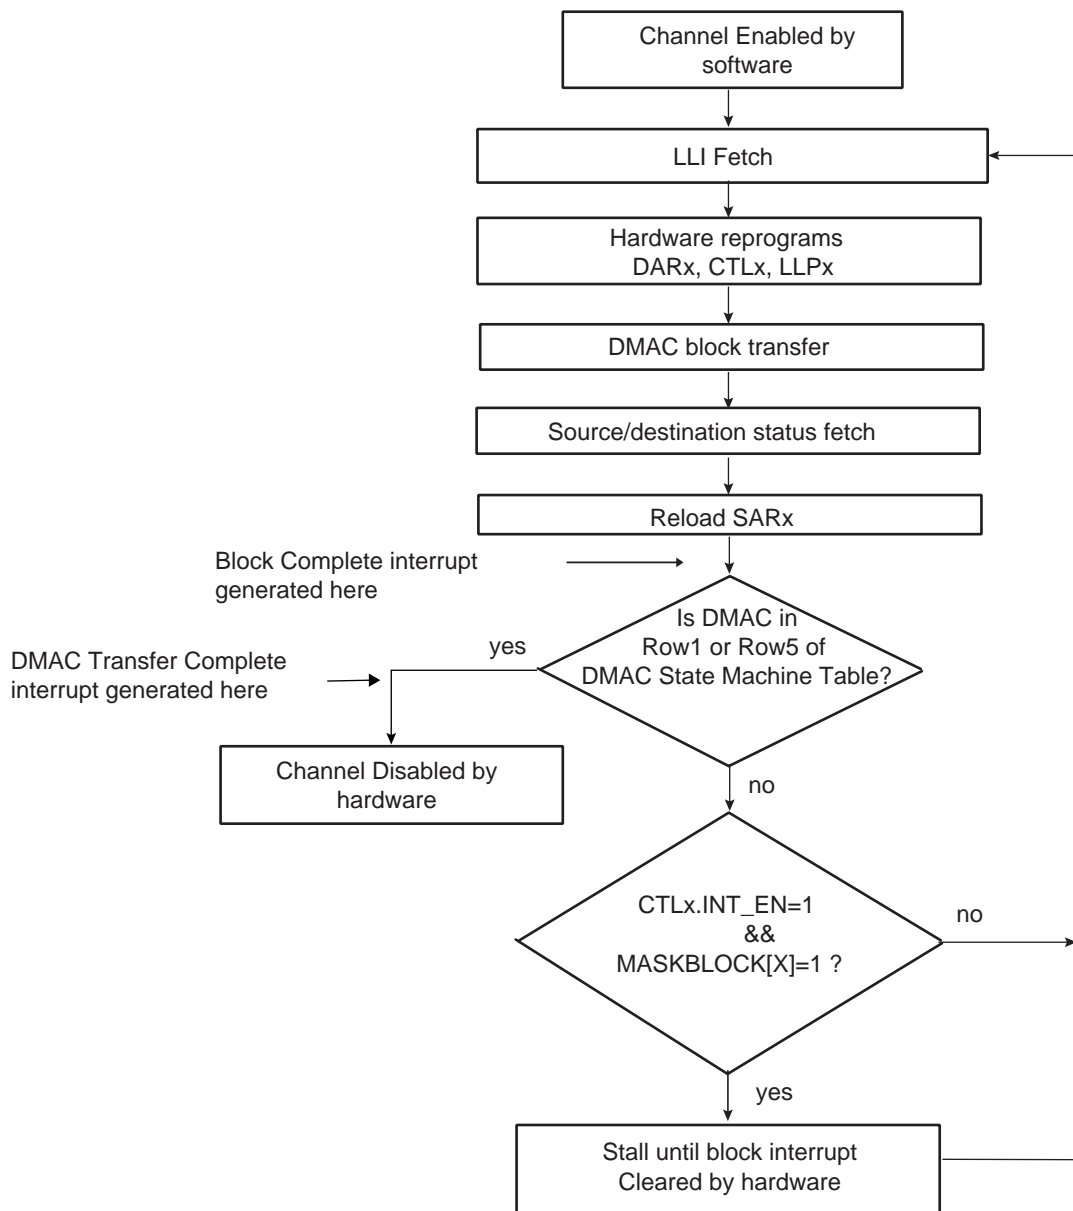 Channel Enabled by
software
LLI Fetch
Hardware reprograms
DARx, CTLx, LLPx
DMAC block transfer
Source/destination status fetch
Reload SARx
Block Complete interrupt
generated here
Is DMAC in
Row1 or Row5 of
DMAC State Machine Table?
yes
DMAC Transfer Complete
interrupt generated here
Channel Disabled by
hardware
no
CTLx.INT_EN=1
&&
MASKBLOCK[X]=1 ?
no
yes
Stall until block interrupt
Cleared by hardware